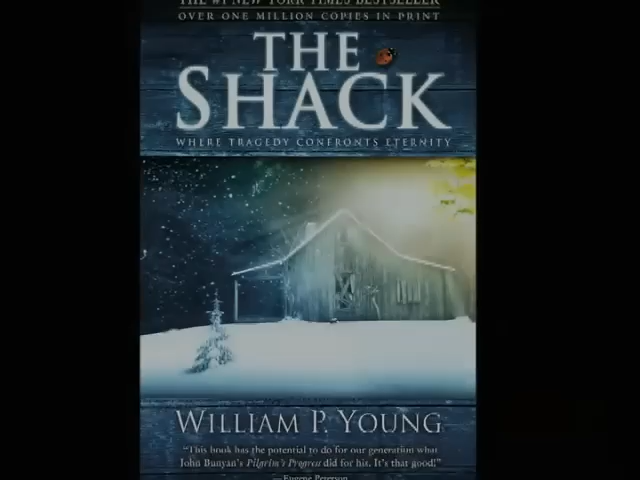 THE #1 NEW YORK TIMES BESTSELLER
OVER ONE MILLION COPIES IN PRINT
THE
SHACK
WHERE TRAGEDY CONFRONTS ETERNITY
WILLIAM P. YOUNG
“This book has the potential to do for our generation what
John Bunyan's Pilgrim's Progress did for his. It's that good!”
—Eugene Peterson